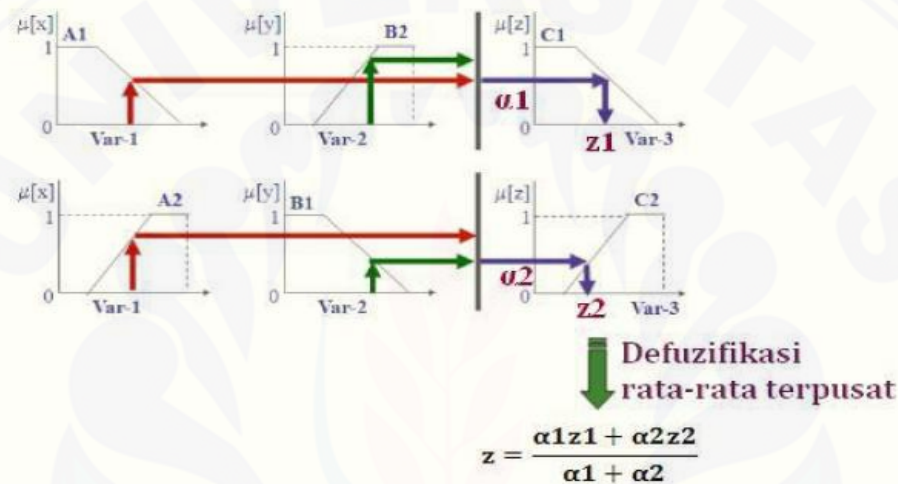 μ[x] A1
1
0
Var-1
μ[y] B2
1
0
Var-2
α1
μ[z] C1
1
0
z1 Var-3
μ[x] A2
1
0
Var-1
μ[y] B1
1
0
Var-2
α2
μ[z] C2
1
0
z2 Var-3
Defuzifikasi
rata-rata terpusat
z = α1z1 + α2z2
α1 + α2